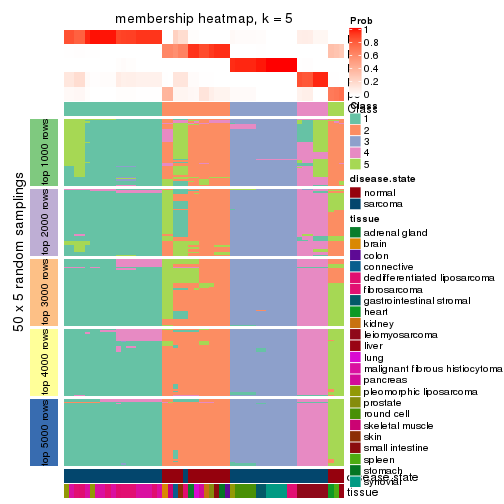 membership heatmap, k = 5
50 x 5 random samplings
top 1000 rows
top 2000 rows
top 3000 rows
top 4000 rows
top 5000 rows
Class
disease.state
tissue
Prob
1
0.8
0.6
0.4
0.2
0
Class
1
2
3
4
5
disease.state
normal
sarcoma
tissue
adrenal gland
brain
colon
connective
dedifferentiated liposarcoma
fibrosarcoma
gastrointestinal stromal
heart
kidney
leiomyosarcoma
liver
lung
malignant fibrous histiocytoma
pancreas
pleomorphic liposarcoma
prostate
round cell
skeletal muscle
skin
small intestine
spleen
stomach
synovial